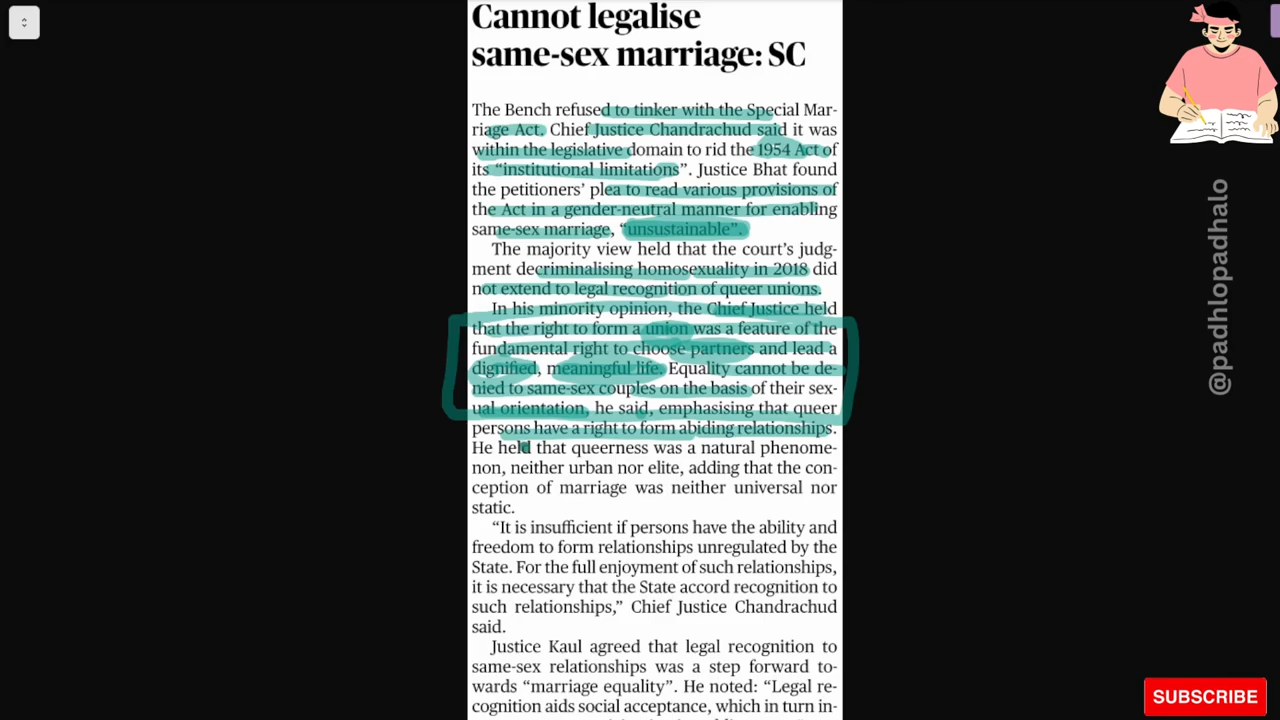 Cannot legalise
same-sex marriage: SC
The Bench refused to tinker with the Special Mar-
riage Act. Chief Justice Chandrachud said it was
within the legislative domain to rid the 1954 Act of
its “institutional limitations”. Justice Bhat found
the petitioners’ plea to read various provisions of
the Act in a gender-neutral manner for enabling
same-sex marriage, “unsustainable”.
The majority view held that the court’s judg-
ment decriminalising homosexuality in 2018 did
not extend to legal recognition of queer unions.
In his minority opinion, the Chief Justice held
that the right to form a union was a feature of the
fundamental right to choose partners and lead a
dignified, meaningful life. Equality cannot be de-
nied to same-sex couples on the basis of their sex-
ual orientation, he said, emphasising that queer
persons have a right to form abiding relationships.
He held that queerness was a natural phenome-
non, neither urban nor elite, adding that the con-
ception of marriage was neither universal nor
static.
“It is insufficient if persons have the ability and
freedom to form relationships unregulated by the
State. For the full enjoyment of such relationships,
it is necessary that the State accord recognition to
such relationships,” Chief Justice Chandrachud
said.
Justice Kaul agreed that legal recognition to
same-sex relationships was a step forward to-
wards “marriage equality”. He noted: “Legal re-
cognition aids social acceptance, which in turn in-
@padhlopadhalo
SUBSCRIBE